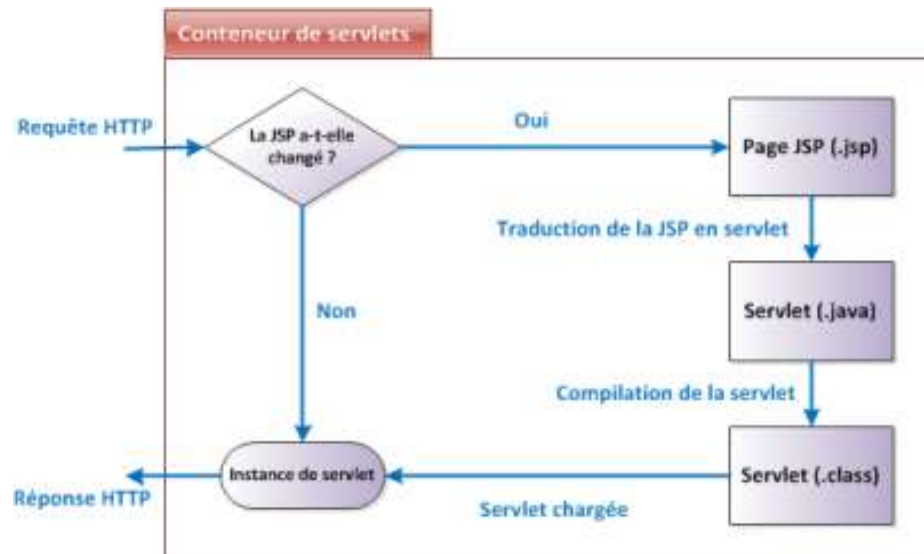 Conteneur de servlets
Requête HTTP
La JSP a-t-elle
changé ?
Oui
Page JSP (.jsp)
Traduction de la JSP en servlet
Non
Servlet (.java)
Compilation de la servlet
Instance de servlet
Servlet (.class)
Réponse HTTP
Servlet chargée